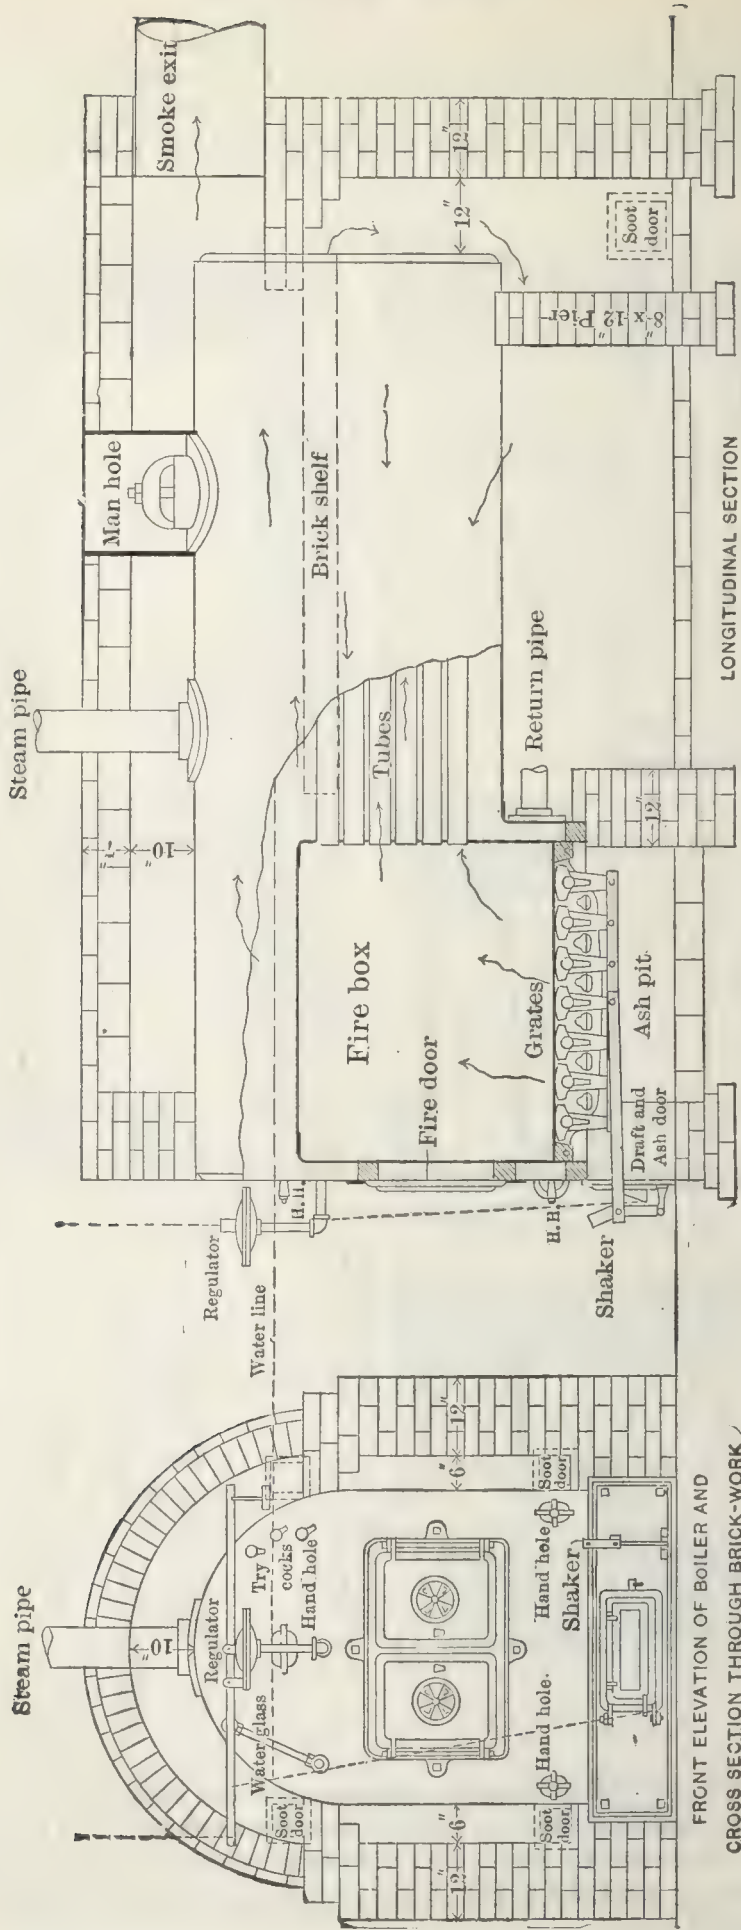 Steam pipe
10"
Regulator
Try
cocks
Hand hole
Water glass
Soot
door
Hand hole
Hand hole
Shaker
Soot
door
Soot
door
12"
6"
6"
12"
FRONT ELEVATION OF BOILER AND
CROSS SECTION THROUGH BRICK-WORK
Steam pipe
Man hole
Smoke exit
10"
Regulator
Water line
H.H.
Brick shelf
Tubes
Fire box
Fire door
Grates
H.H.
Shaker
Draft and
Ash door
Ash pit
Return pipe
12"
8" x 12" Pier
Soot
door
12"
12"
LONGITUDINAL SECTION